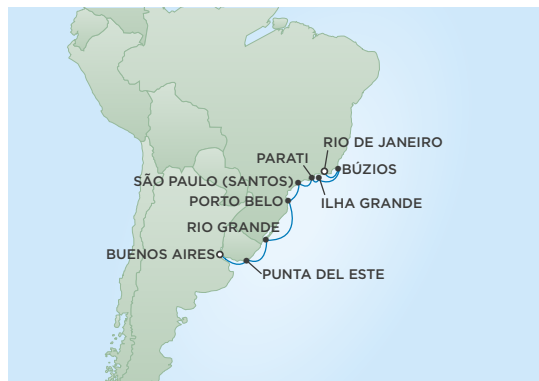 RIO DE JANEIRO
PARATI
BÚZIOS
SÃO PAULO (SANTOS)
PORTO BELO
ILHA GRANDE
RIO GRANDE
BUENOS AIRES
PUNTA DEL ESTE